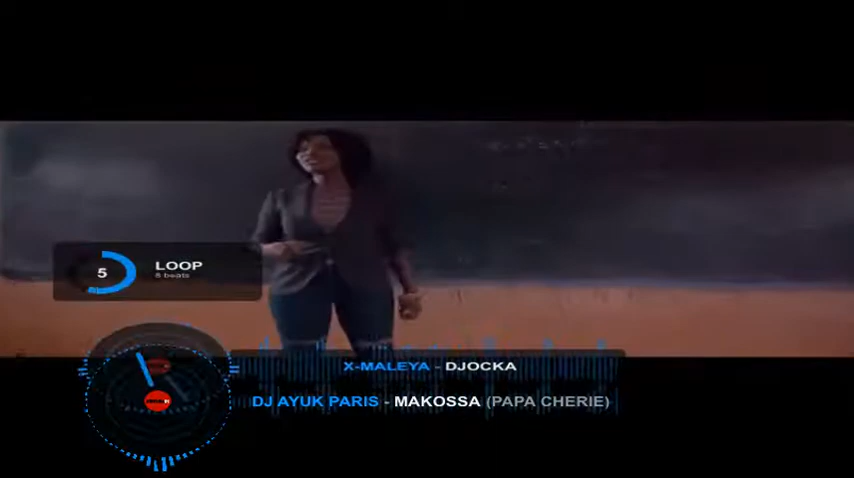 5
LOOP
8 beats
X-MALEYA - DJOCKA
DJ AYUK PARIS - MAKOSSA (PAPA CHERIE)